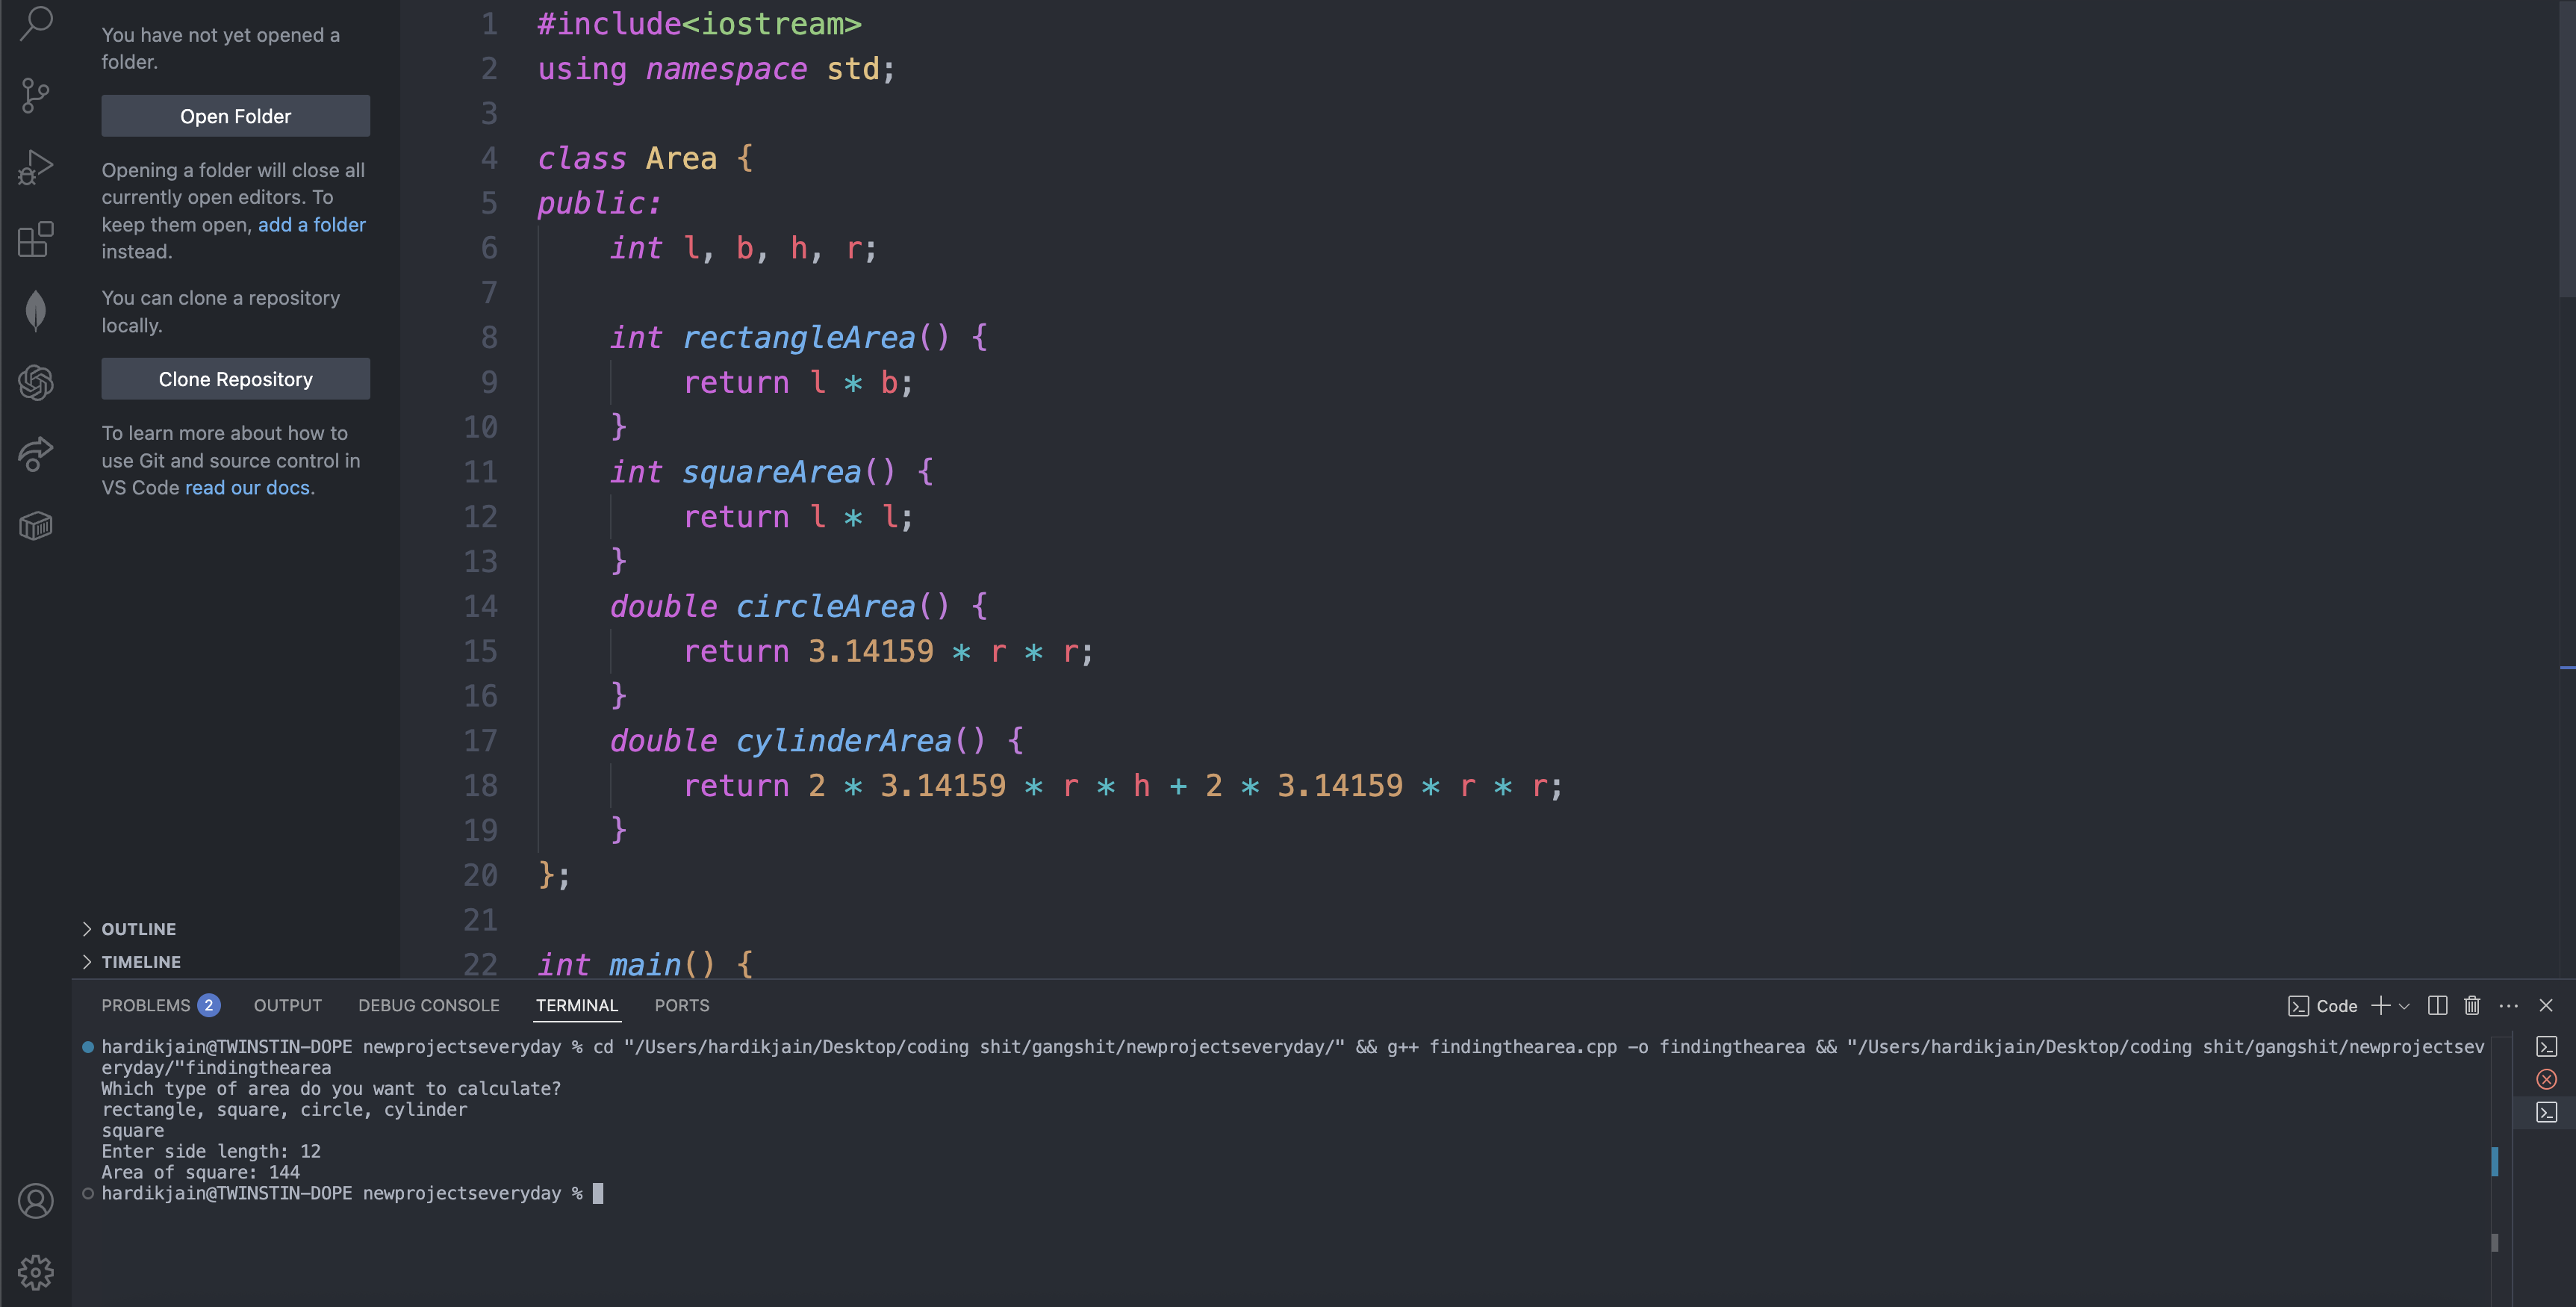 You have not yet opened a
folder.
Open Folder
Opening a folder will close all
currently open editors. To
keep them open, add a folder
instead.
You can clone a repository
locally.
Clone Repository
To learn more about how to
use Git and source control in
VS Code read our docs.
OUTLINE
TIMELINE
1 #include<iostream>
2 using namespace std;
3
4 class Area {
5 public:
6     int l, b, h, r;
7
8     int rectangleArea() {
9         return l * b;
10     }
11     int squareArea() {
12         return l * l;
13     }
14     double circleArea() {
15         return 3.14159 * r * r;
16     }
17     double cylinderArea() {
18         return 2 * 3.14159 * r * h + 2 * 3.14159 * r * r;
19     }
20 };
21
22 int main() {
PROBLEMS 2 OUTPUT DEBUG CONSOLE TERMINAL PORTS Code
hardikjain@TWINSTIN-DOPE newprojectseveryday % cd "/Users/hardikjain/Desktop/coding shit/gangshit/newprojectseveryday/" && g++ findingthearea.cpp -o findingthearea && "/Users/hardikjain/Desktop/coding shit/gangshit/newprojectsev
eryday/"findingthearea
Which type of area do you want to calculate?
rectangle, square, circle, cylinder
square
Enter side length: 12
Area of square: 144
hardikjain@TWINSTIN-DOPE newprojectseveryday %